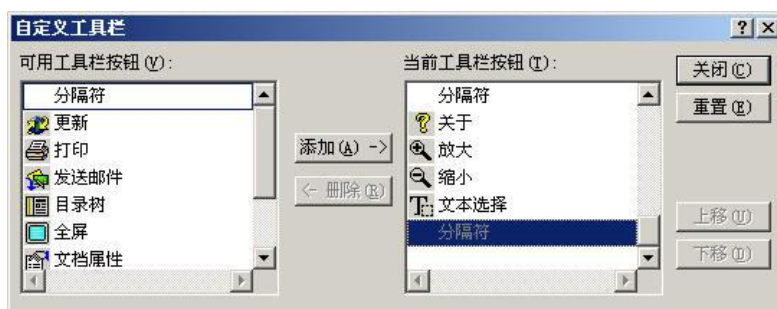 自定义工具栏
可用工具栏按钮(V):
分隔符
更新
打印
发送邮件
目录树
全屏
文档属性
添加(A) ->
<- 删除(R)
当前工具栏按钮(T):
分隔符
关于
放大
缩小
文本选择
分隔符
关闭(C)
重置(E)
上移(U)
下移(D)